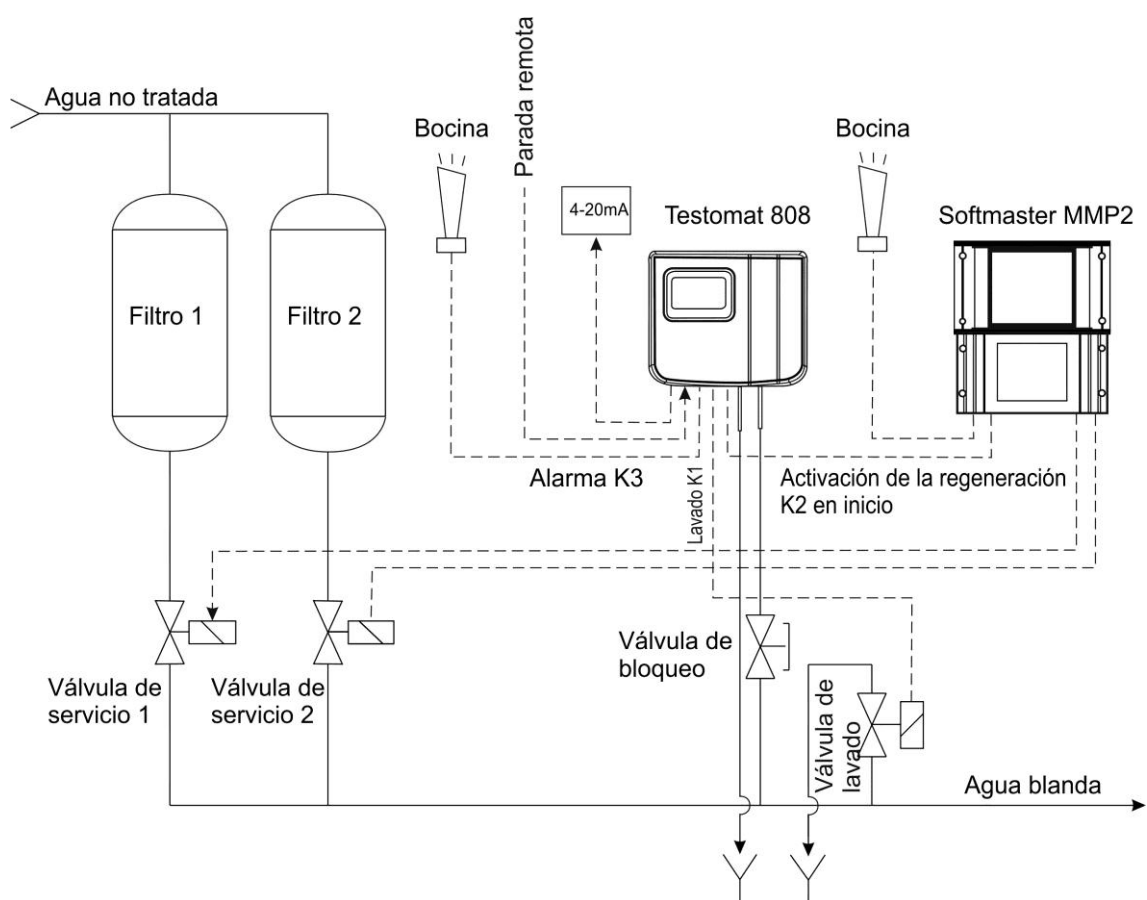 Agua no tratada
Bocina
Parada remota
4-20mA
Testomat 808
Bocina
Softmaster MMP2
Filtro 1
Filtro 2
Alarma K3
Lavado K1
Activación de la regeneración
K2 en inicio
Válvula de
servicio 1
Válvula de
servicio 2
Válvula de
bloqueo
Válvula de
lavado
Agua blanda